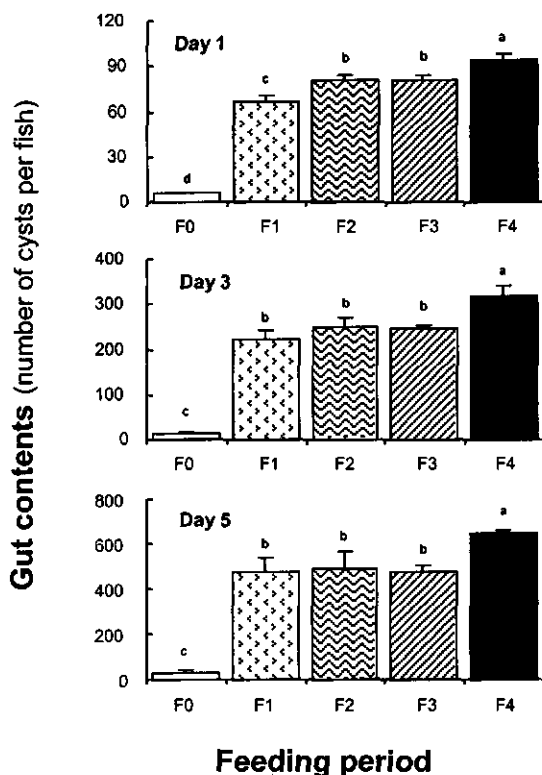 Gut contents (number of cysts per fish)
Day 1
120
90
60
30
0
d
c
b
b
a
F0 F1 F2 F3 F4
Day 3
400
300
200
100
0
c
b
b
b
a
F0 F1 F2 F3 F4
Day 5
800
600
400
200
0
c
b
b
b
a
F0 F1 F2 F3 F4
Feeding period